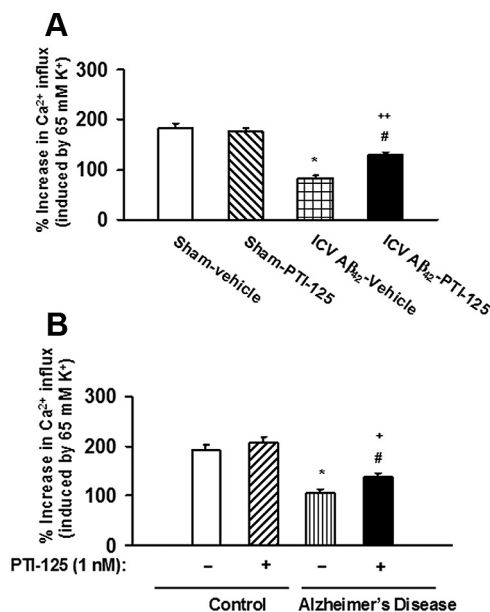 A
% Increase in Ca²⁺ influx
(induced by 65 mM K⁺)
300
200
100
0
*
++
#
Sham-vehicle
Sham-PTI-125
ICV Aβ₄₂-Vehicle
ICV Aβ₄₂-PTI-125
B
% Increase in Ca²⁺ influx
(induced by 65 mM K⁺)
300
200
100
0
*
+
#
PTI-125 (1 nM): − + − +
Control Alzheimer's Disease